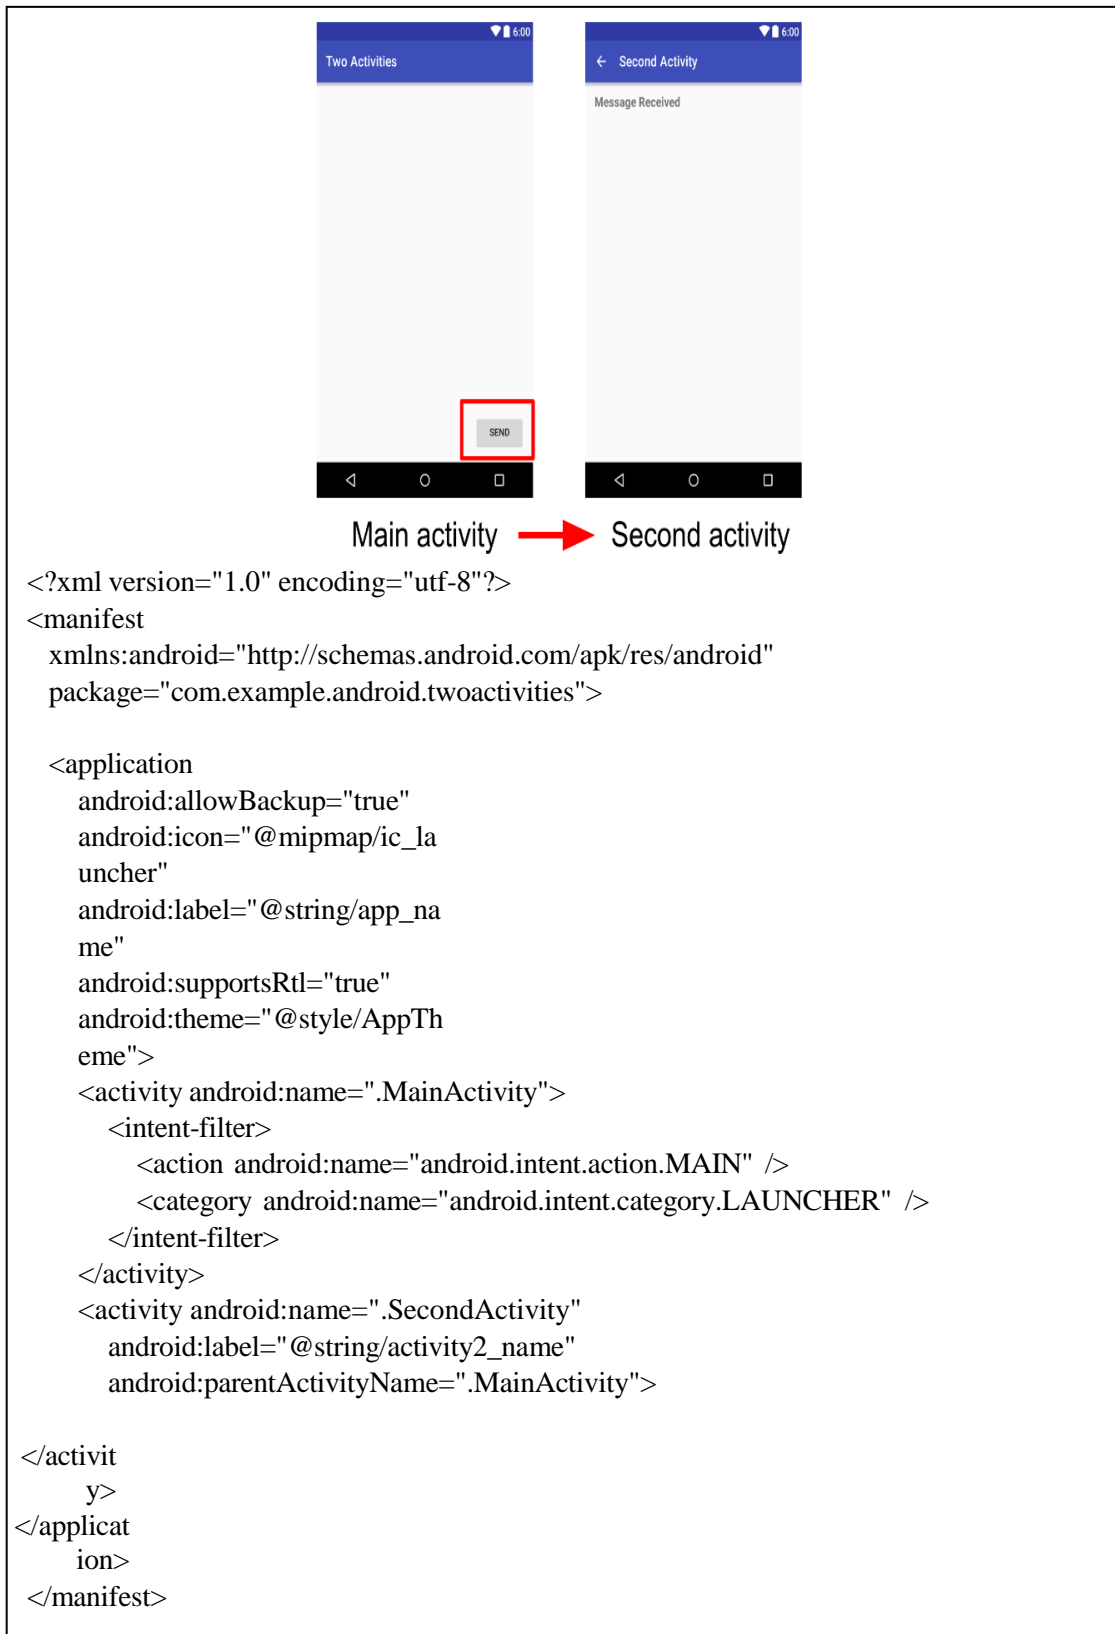 6:00 6:00
Two Activities Second Activity
Message Received
SEND
Main activity Second activity
<?xml version="1.0" encoding="utf-8"?>
<manifest
xmlns:android="http://schemas.android.com/apk/res/android"
package="com.example.android.twoactivities">
<application
android:allowBackup="true"
android:icon="@mipmap/ic_la
uncher"
android:label="@string/app_na
me"
android:supportsRtl="true"
android:theme="@style/AppTh
eme">
<activity android:name=".MainActivity">
<intent-filter>
<action android:name="android.intent.action.MAIN" />
<category android:name="android.intent.category.LAUNCHER" />
</intent-filter>
</activity>
<activity android:name=".SecondActivity"
android:label="@string/activity2_name"
android:parentActivityName=".MainActivity">
</activit
y>
</applicat
ion>
</manifest>